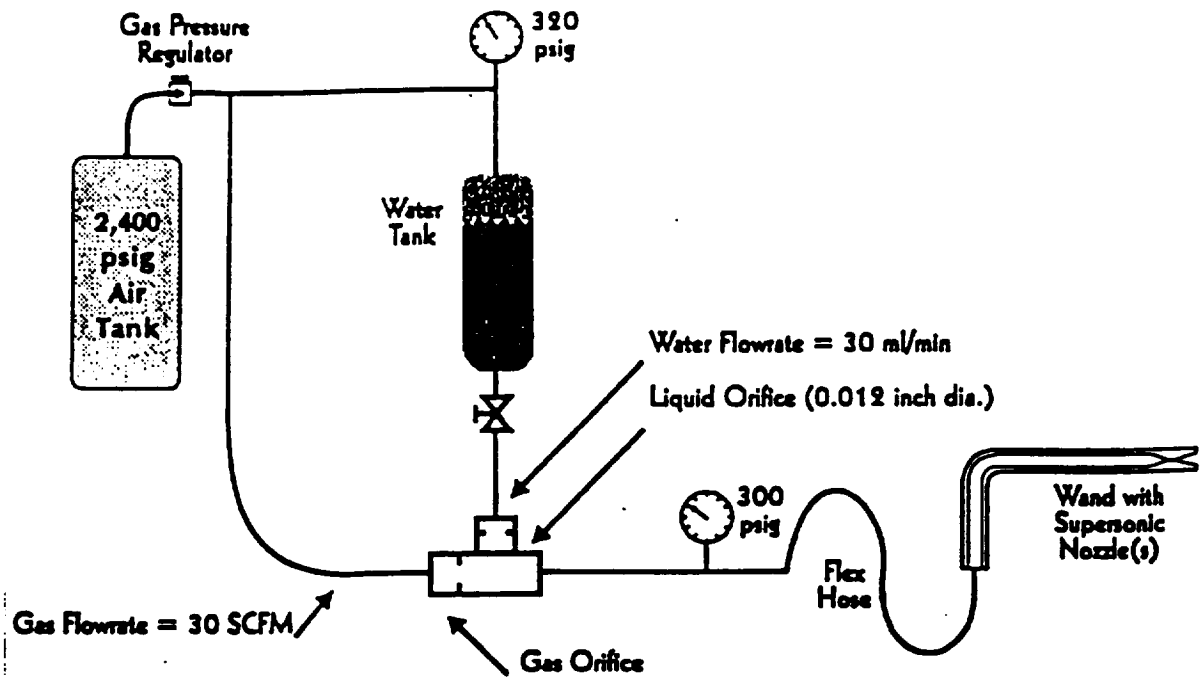 Gas Pressure
Regulator
320
psig
2,400
psig
Air
Tank
Water
Tank
Water Flowrate = 30 ml/min
Liquid Orifice (0.012 inch dia.)
300
psig
Wand with
Supersonic
Nozzle(s)
Flex
Hose
Gas Flowrate = 30 SCFM
Gas Orifice